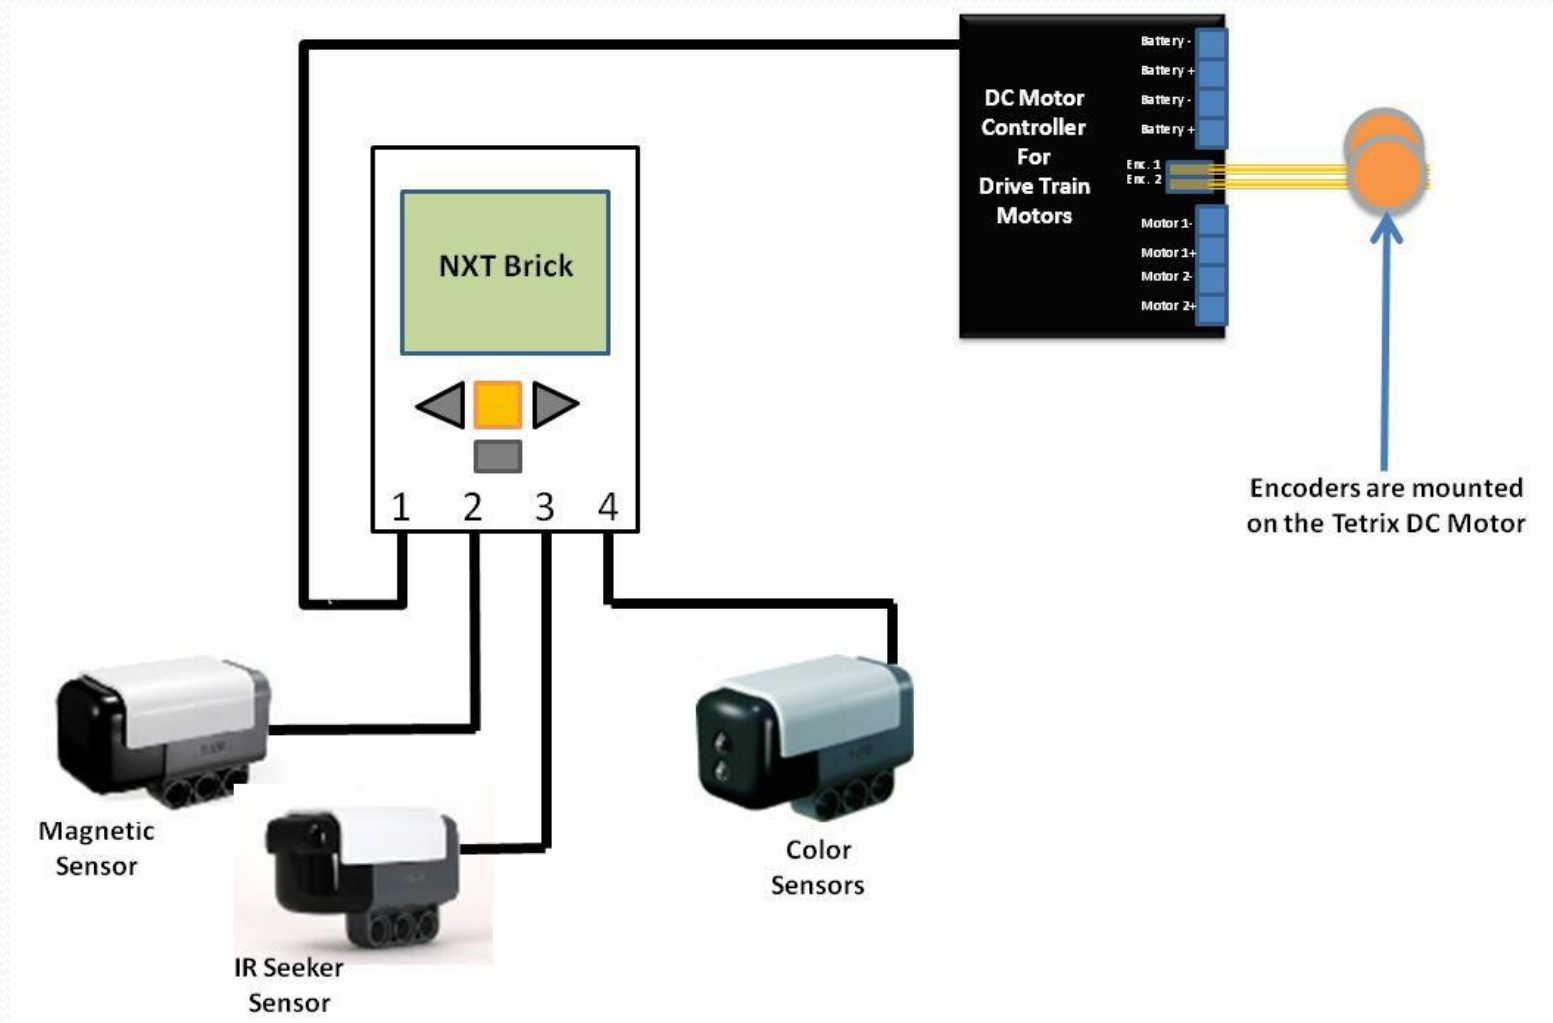 Battery -
Battery +
Battery -
Battery +
DC Motor
Controller
For
Drive Train
Motors
Enc. 1
Enc. 2
Motor 1-
Motor 1+
Motor 2-
Motor 2+
NXT Brick
1 2 3 4
Encoders are mounted
on the Tetrix DC Motor
Magnetic
Sensor
IR Seeker
Sensor
Color
Sensors